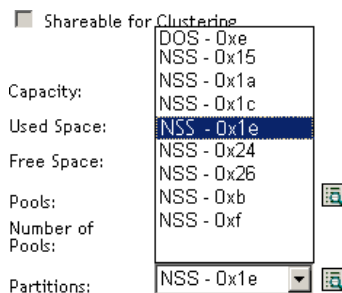 Shareable for Clustering
DOS - 0xe
NSS - 0x15
NSS - 0x1a
Capacity:
NSS - 0x1c
Used Space:
NSS - 0x1e
NSS - 0x24
Free Space:
NSS - 0x26
Pools:
NSS - 0xb
NSS - 0xf
Number of
Pools:
Partitions:
NSS - 0x1e